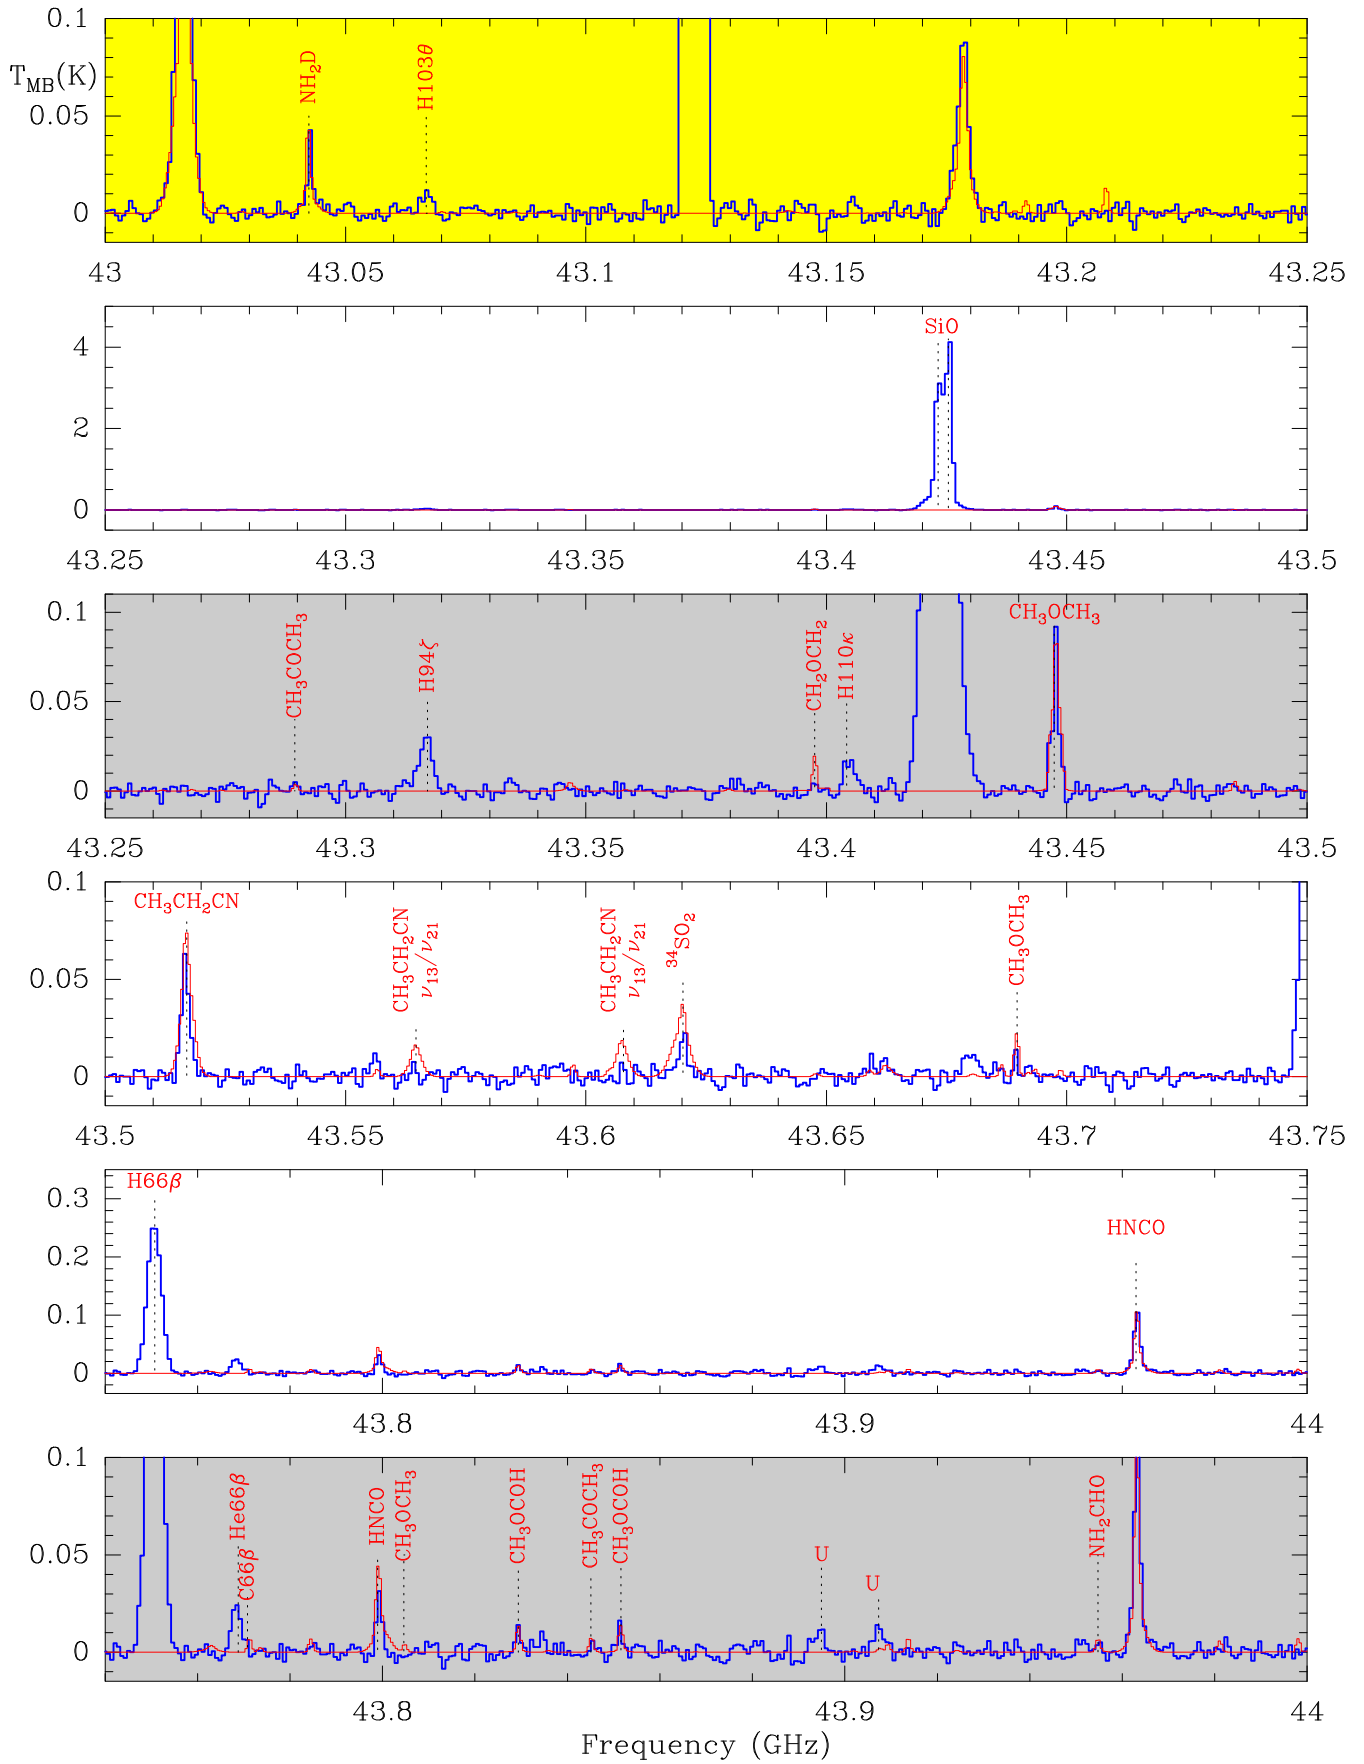 T_MB(K)
0.1
NH₂D
H103θ
0.05
0
43
43.05
43.1
43.15
43.2
43.25
SiO
4
2
0
43.25
43.3
43.35
43.4
43.45
43.5
0.1
CH₃COCH₃
H94ζ
CH₂OCH₂
H110κ
CH₃OCH₃
0.05
0
43.25
43.3
43.35
43.4
43.45
43.5
0.1
CH₃CH₂CN
CH₃CH₂CN
ν₁₃/ν₂₁
CH₃CH₂CN
ν₁₃/ν₂₁
³⁴SO₂
CH₃OCH₃
0.05
0
43.5
43.55
43.6
43.65
43.7
43.75
H66β
HNCO
0.3
0.2
0.1
0
43.8
43.9
44
0.1
He66β
C66β
HNCO
CH₃OCH₃
CH₃OCOH
CH₃COCH₃
CH₃OCOH
U
U
NH₂CHO
0.05
0
43.8
43.9
44
Frequency (GHz)